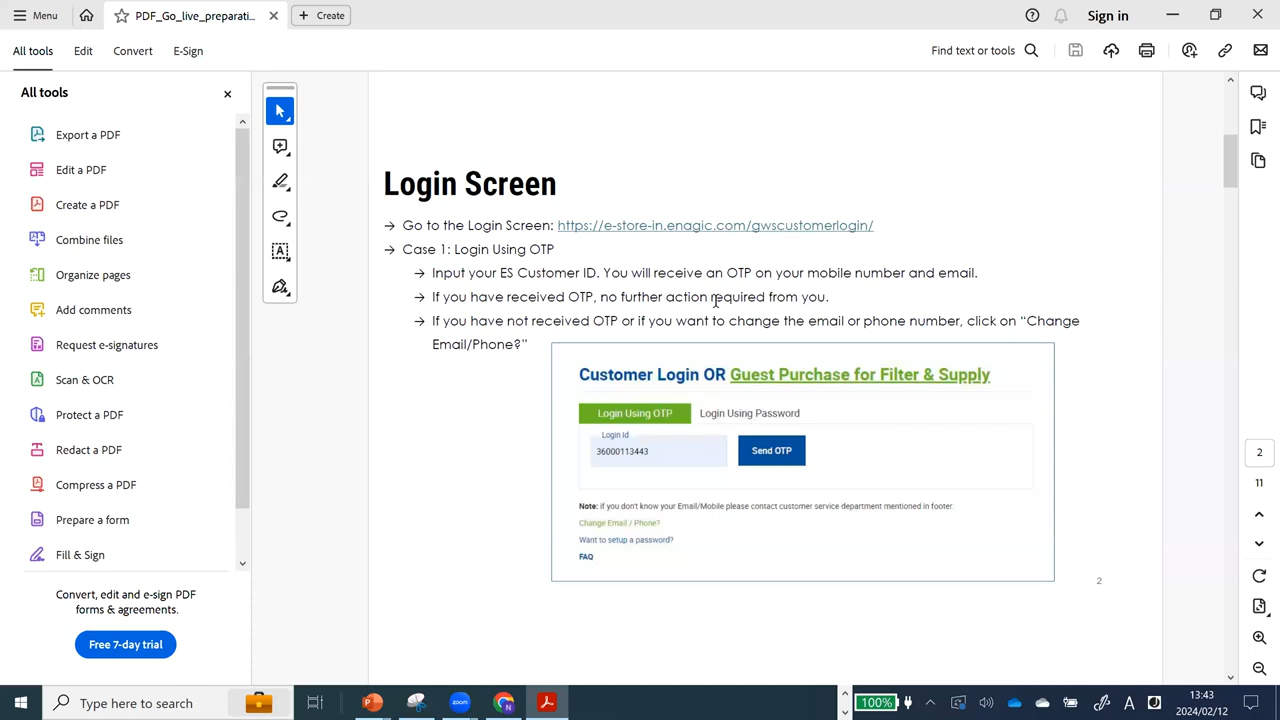 Menu
PDF_Go_live_preparati...
Create
Sign in
All tools
Edit
Convert
E-Sign
Find text or tools
All tools
Export a PDF
Edit a PDF
Create a PDF
Combine files
Organize pages
Add comments
Request e-signatures
Scan & OCR
Protect a PDF
Redact a PDF
Compress a PDF
Prepare a form
Fill & Sign
Convert, edit and e-sign PDF
forms & agreements.
Free 7-day trial
Login Screen
→ Go to the Login Screen: https://e-store-in.enagic.com/gwscustomerlogin/
→ Case 1: Login Using OTP
→ Input your ES Customer ID. You will receive an OTP on your mobile number and email.
→ If you have received OTP, no further action required from you.
→ If you have not received OTP or if you want to change the email or phone number, click on “Change
Email/Phone?”
Customer Login OR Guest Purchase for Filter & Supply
Login Using OTP Login Using Password
Login Id
36000113443
Send OTP
Note: if you don't know your Email/Mobile please contact customer service department mentioned in footer.
Change Email / Phone?
Want to setup a password?
FAQ
2
2
11
Type here to search
100%
A
13:43
2024/02/12